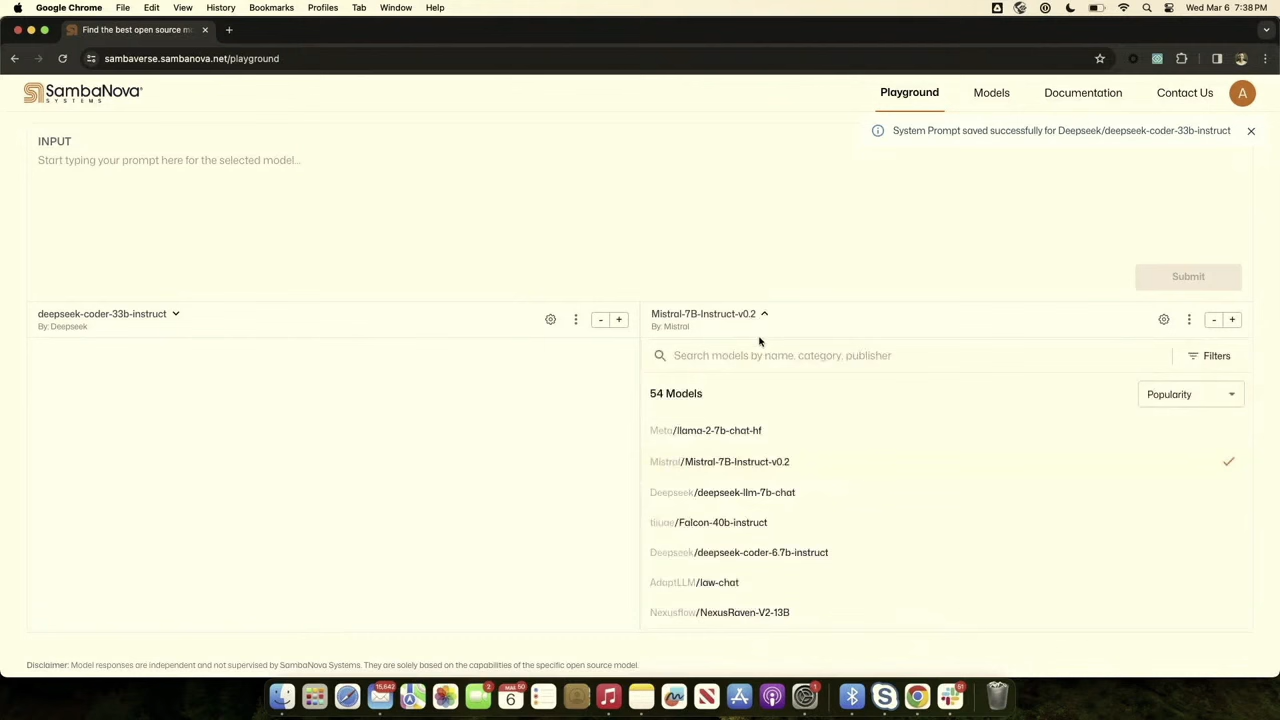 Google Chrome File Edit View History Bookmarks Profiles Tab Window Help Wed Mar 6 7:38 PM
Find the best open source m
sambaverse.sambanova.net/playground
SambaNova
SYSTEMS
Playground Models Documentation Contact Us A
System Prompt saved successfully for Deepseek/deepseek-coder-33b-instruct
INPUT
Start typing your prompt here for the selected model...
Submit
deepseek-coder-33b-instruct
By: Deepseek
- +
Mistral-7B-Instruct-v0.2
By: Mistral
- +
Search models by name, category, publisher
Filters
54 Models
Popularity
Meta/llama-2-7b-chat-hf
Mistral/Mistral-7B-Instruct-v0.2
Deepseek/deepseek-llm-7b-chat
tiiuae/Falcon-40b-instruct
Deepseek/deepseek-coder-6.7b-instruct
AdaptLLM/law-chat
Nexusflow/NexusRaven-V2-13B
Disclaimer: Model responses are independent and not supervised by SambaNova Systems. They are solely based on the capabilities of the specific open source model.
15,642 2 6 1 61